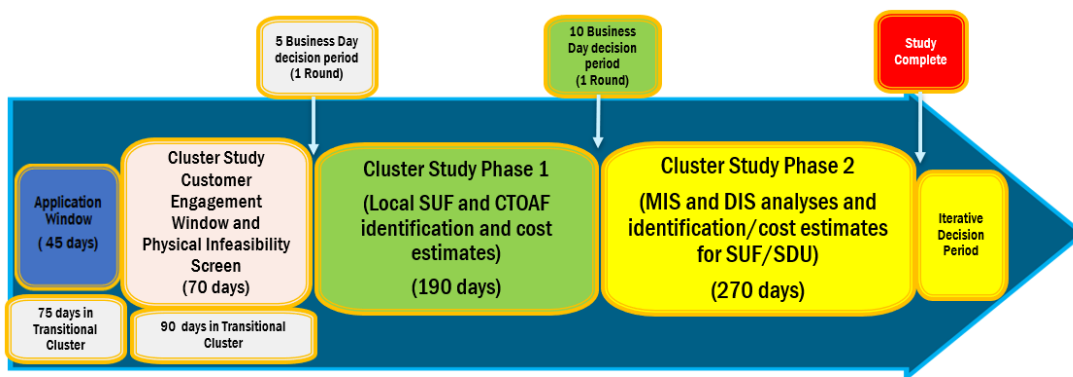 5 Business Day
decision period
(1 Round)
10 Business
Day decision
period
(1 Round)
Study
Complete
Application
Window
( 45 days)
Cluster Study
Customer
Engagement
Window and
Physical Infeasibility
Screen
(70 days)
Cluster Study Phase 1
(Local SUF and CTOAF
identification and cost
estimates)
(190 days)
Cluster Study Phase 2
(MIS and DIS analyses and
identification/cost estimates
for SUF/SDU)
(270 days)
Iterative
Decision
Period
75 days in
Transitional
Cluster
90 days in Transitional
Cluster